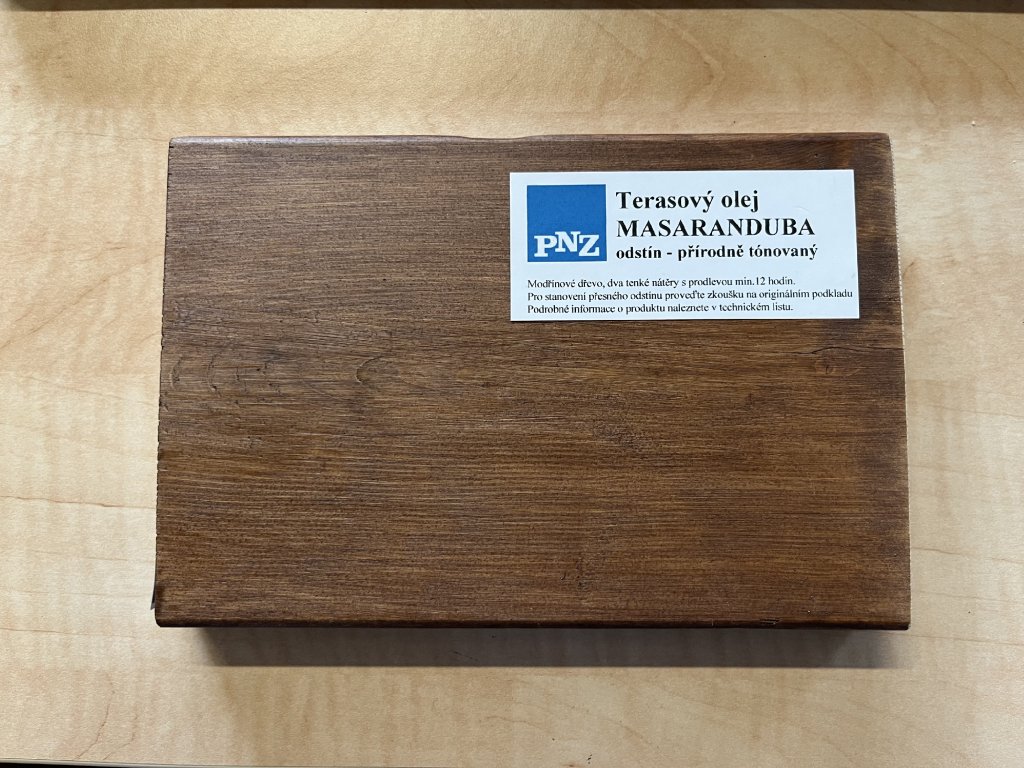 PNZ
Terasový olej
MASARANDUBA
odstín - přírodně tónovaný
Modřínové dřevo, dva tenké nátěry s prodlevou min.12 hodin.
Pro stanovení přesného odstínu proveďte zkoušku na originálním podkladu
Podrobné informace o produktu naleznete v technickém listu.